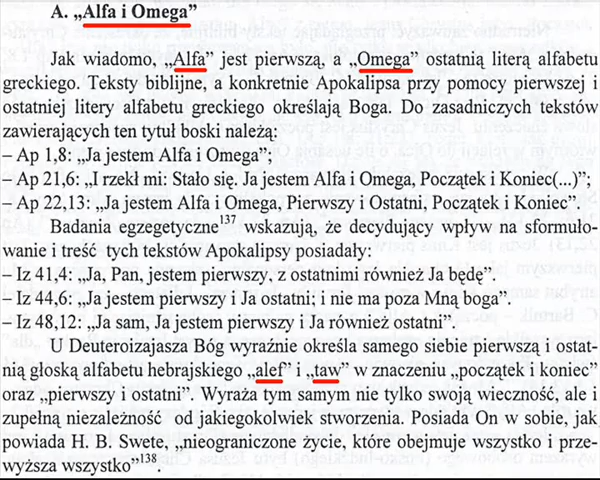 A. „Alfa i Omega”
Jak wiadomo, „Alfa” jest pierwszą, a „Omega” ostatnią literą alfabetu
greckiego. Teksty biblijne, a konkretnie Apokalipsa przy pomocy pierwszej i
ostatniej litery alfabetu greckiego określają Boga. Do zasadniczych tekstów
zawierających ten tytuł boski należą:
– Ap 1,8: „Ja jestem Alfa i Omega”;
– Ap 21,6: „I rzekł mi: Stało się. Ja jestem Alfa i Omega, Początek i Koniec(...)”;
– Ap 22,13: „Ja jestem Alfa i Omega, Pierwszy i Ostatni, Początek i Koniec”.
Badania egzegetyczne137 wskazują, że decydujący wpływ na sformuło-
wanie i treść tych tekstów Apokalipsy posiadały:
– Iz 41,4: „Ja, Pan, jestem pierwszy, z ostatnimi również Ja będę”.
– Iz 44,6: „Ja jestem pierwszy i Ja ostatni; i nie ma poza Mną boga”.
– Iz 48,12: „Ja sam, Ja jestem pierwszy i Ja również ostatni”.
U Deuteroizajasza Bóg wyraźnie określa samego siebie pierwszą i ostat-
nią głoską alfabetu hebrajskiego „alef” i „taw” w znaczeniu „początek i koniec”
oraz „pierwszy i ostatni”. Wyraża tym samym nie tylko swoją wieczność, ale i
zupełną niezależność od jakiegokolwiek stworzenia. Posiada On w sobie, jak
powiada H. B. Swete, „nieograniczone życie, które obejmuje wszystko i prze-
wyższa wszystko”138.